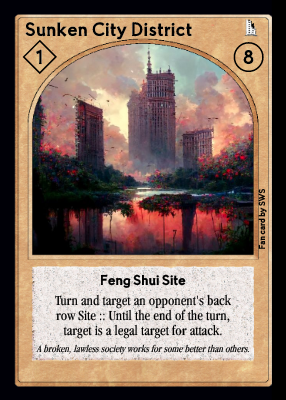 Sunken City District
1
8
Fan card by SWS
Feng Shui Site
Turn and target an opponent's back
row Site :: Until the end of the turn,
target is a legal target for attack.
A broken, lawless society works for some better than others.